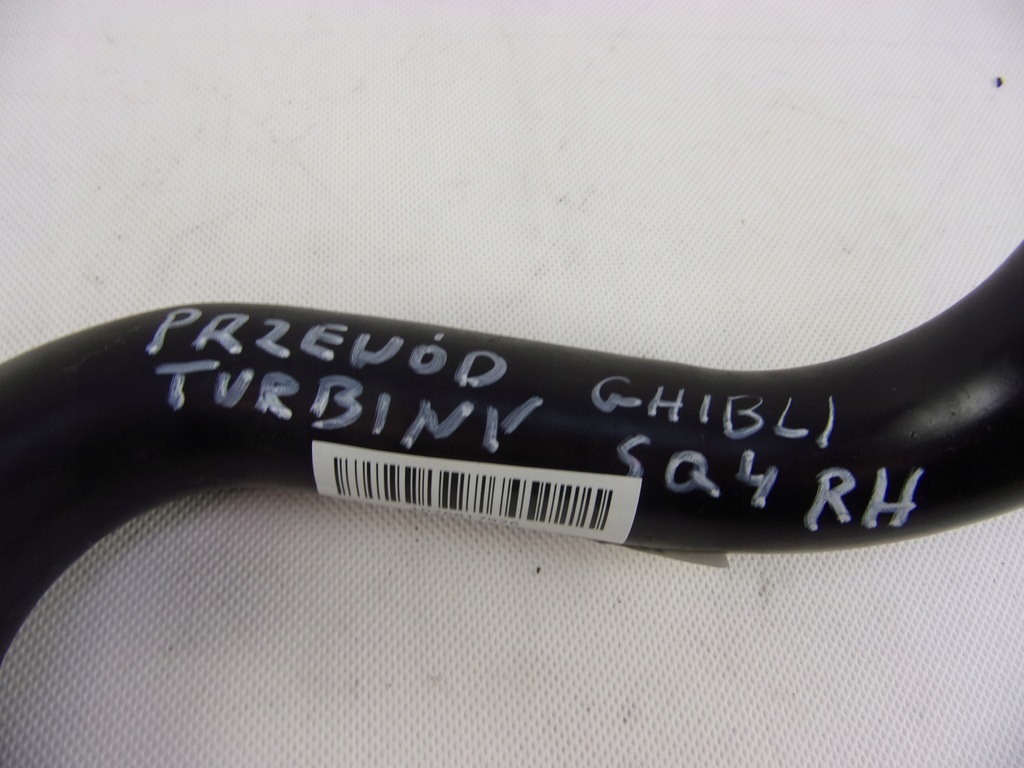 PRZEWÓD
TURBINY
GHIBLI
SQ4 RH